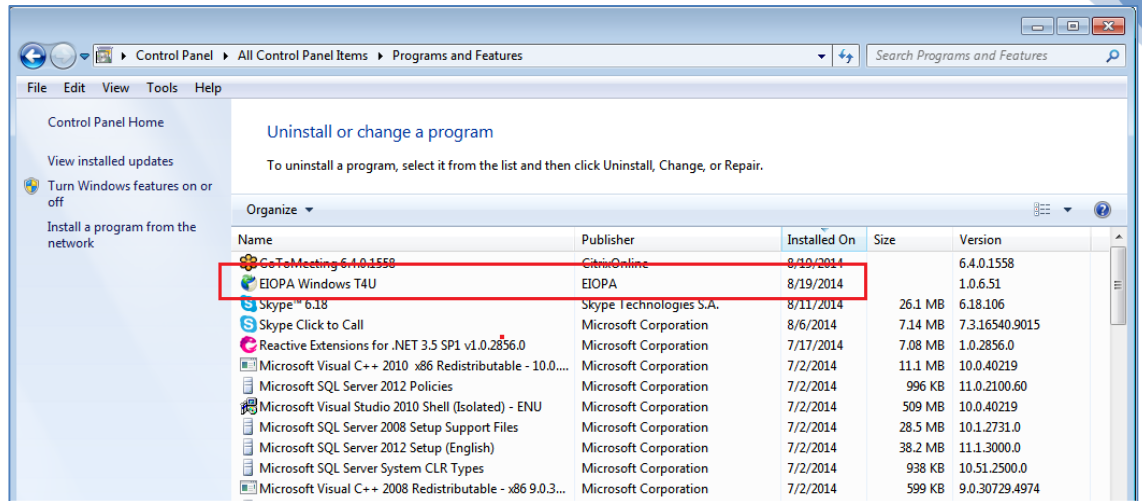 Control Panel ▸ All Control Panel Items ▸ Programs and Features
Search Programs and Features
File Edit View Tools Help
Control Panel Home
View installed updates
Turn Windows features on or
off
Install a program from the
network
Uninstall or change a program
To uninstall a program, select it from the list and then click Uninstall, Change, or Repair.
Organize
Name Publisher Installed On Size Version
GoToMeeting 6.4.0.1558 CitrixOnline 8/19/2014 6.4.0.1558
EIOPA Windows T4U EIOPA 8/19/2014 1.0.6.51
Skype™ 6.18 Skype Technologies S.A. 8/11/2014 26.1 MB 6.18.106
Skype Click to Call Microsoft Corporation 8/6/2014 7.14 MB 7.3.16540.9015
Reactive Extensions for .NET 3.5 SP1 v1.0.2856.0 Microsoft Corporation 7/17/2014 7.08 MB 1.0.2856.0
Microsoft Visual C++ 2010 x86 Redistributable - 10.0.... Microsoft Corporation 7/2/2014 11.1 MB 10.0.40219
Microsoft SQL Server 2012 Policies Microsoft Corporation 7/2/2014 996 KB 11.0.2100.60
Microsoft Visual Studio 2010 Shell (Isolated) - ENU Microsoft Corporation 7/2/2014 509 MB 10.0.40219
Microsoft SQL Server 2008 Setup Support Files Microsoft Corporation 7/2/2014 28.5 MB 10.1.2731.0
Microsoft SQL Server 2012 Setup (English) Microsoft Corporation 7/2/2014 38.2 MB 11.1.3000.0
Microsoft SQL Server System CLR Types Microsoft Corporation 7/2/2014 938 KB 10.51.2500.0
Microsoft Visual C++ 2008 Redistributable - x86 9.0.3... Microsoft Corporation 7/2/2014 599 KB 9.0.30729.4974